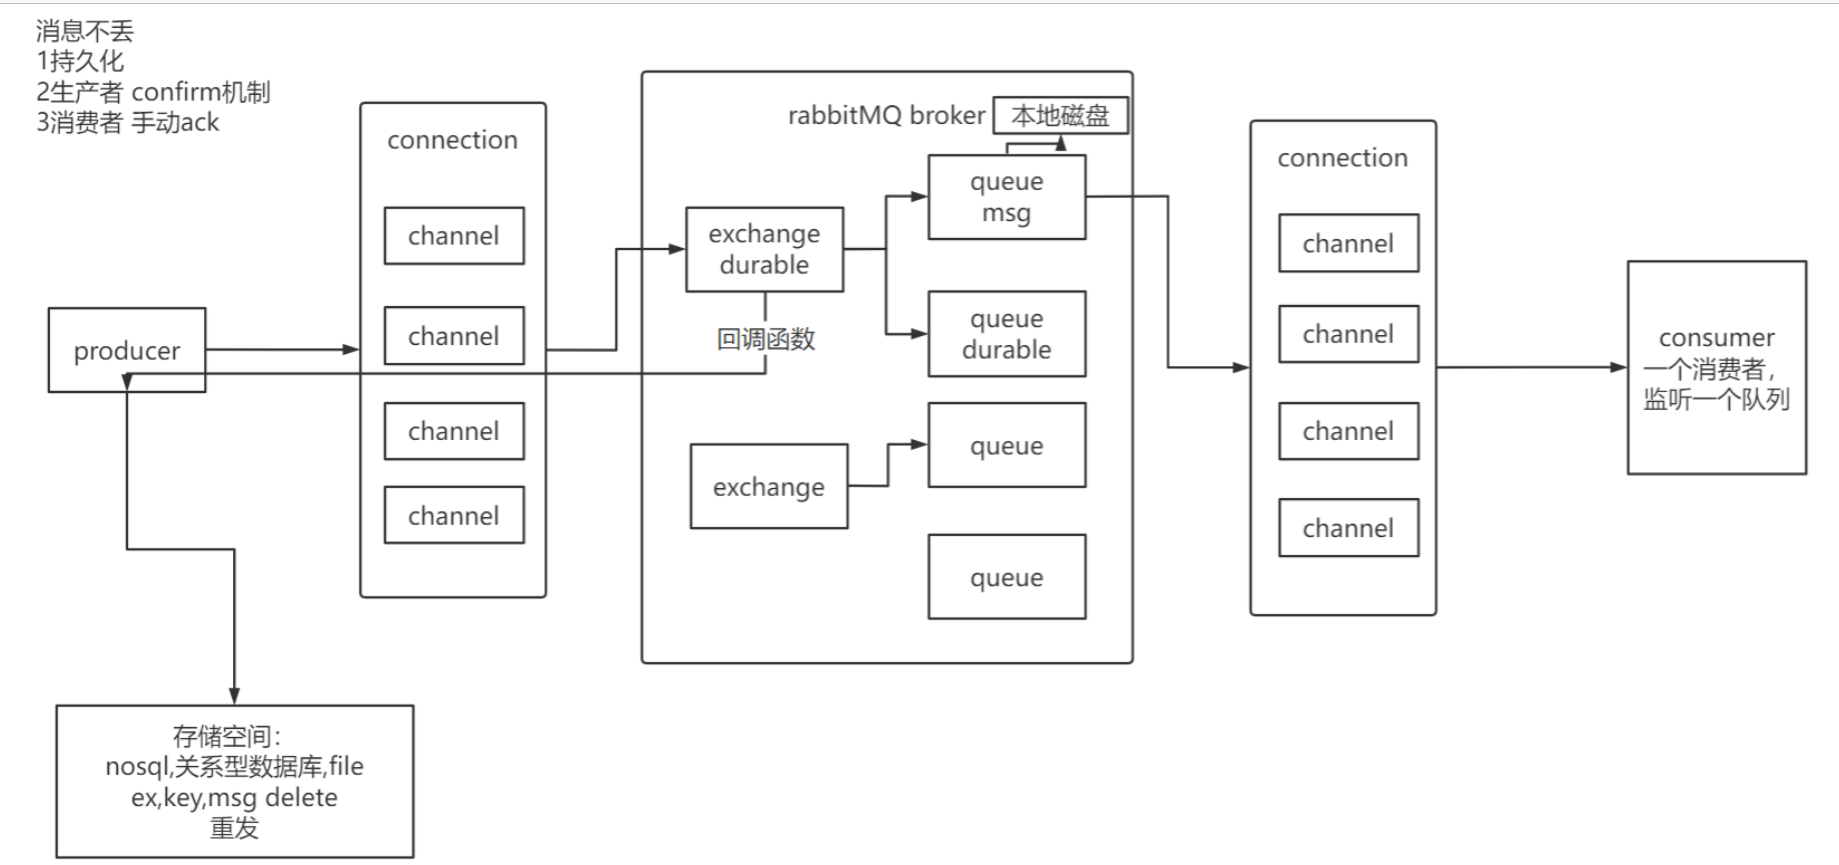 消息不丢
1持久化
2生产者 confirm机制
3消费者 手动ack
producer
connection
channel
channel
channel
channel
rabbitMQ broker
本地磁盘
exchange
durable
回调函数
exchange
queue
msg
queue
durable
queue
queue
connection
channel
channel
channel
channel
consumer
一个消费者，
监听一个队列
存储空间：
nosql,关系型数据库,file
ex,key,msg delete
重发